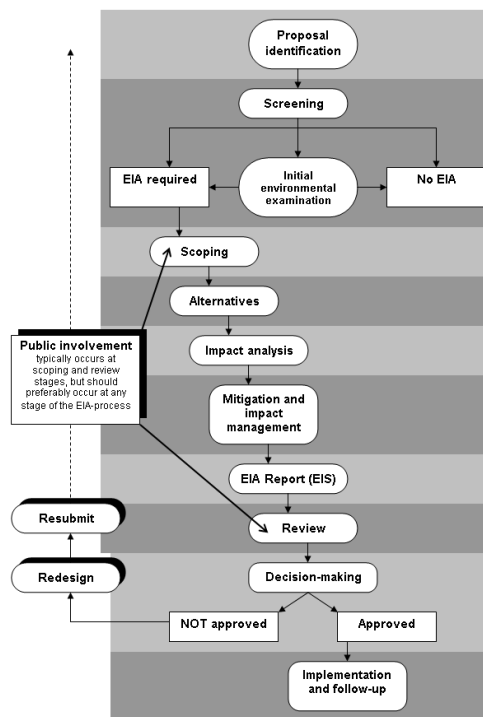 Proposal
identification
Screening
EIA required
Initial
environmental
examination
No EIA
Scoping
Alternatives
Public involvement
typically occurs at
scoping and review
stages, but should
preferably occur at any
stage of the EIA-process
Impact analysis
Mitigation and
impact
management
EIA Report (EIS)
Resubmit
Review
Redesign
Decision-making
NOT approved
Approved
Implementation
and follow-up